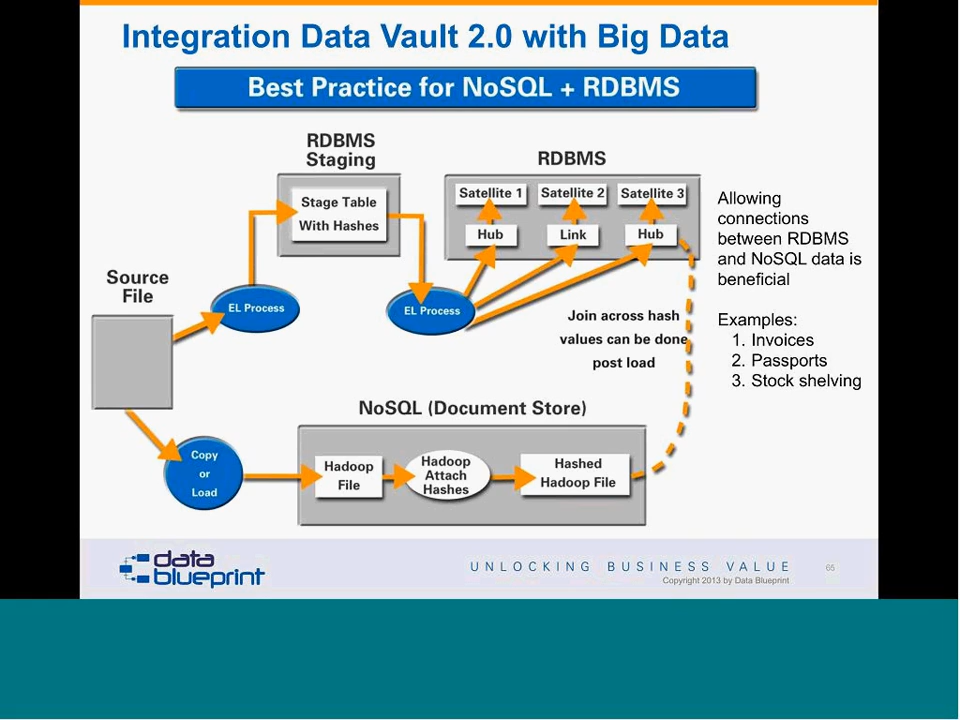 Integration Data Vault 2.0 with Big Data
Best Practice for NoSQL + RDBMS
RDBMS
Staging
Stage Table
With Hashes
RDBMS
Satellite 1
Satellite 2
Satellite 3
Hub
Link
Hub
Allowing
connections
between RDBMS
and NoSQL data is
beneficial
Examples:
1. Invoices
2. Passports
3. Stock shelving
Source
File
EL Process
EL Process
Join across hash
values can be done
post load
NoSQL (Document Store)
Copy
or
Load
Hadoop
File
Hadoop
Attach
Hashes
Hashed
Hadoop File
data
blueprint
UNLOCKING BUSINESS VALUE
Copyright 2013 by Data Blueprint
65